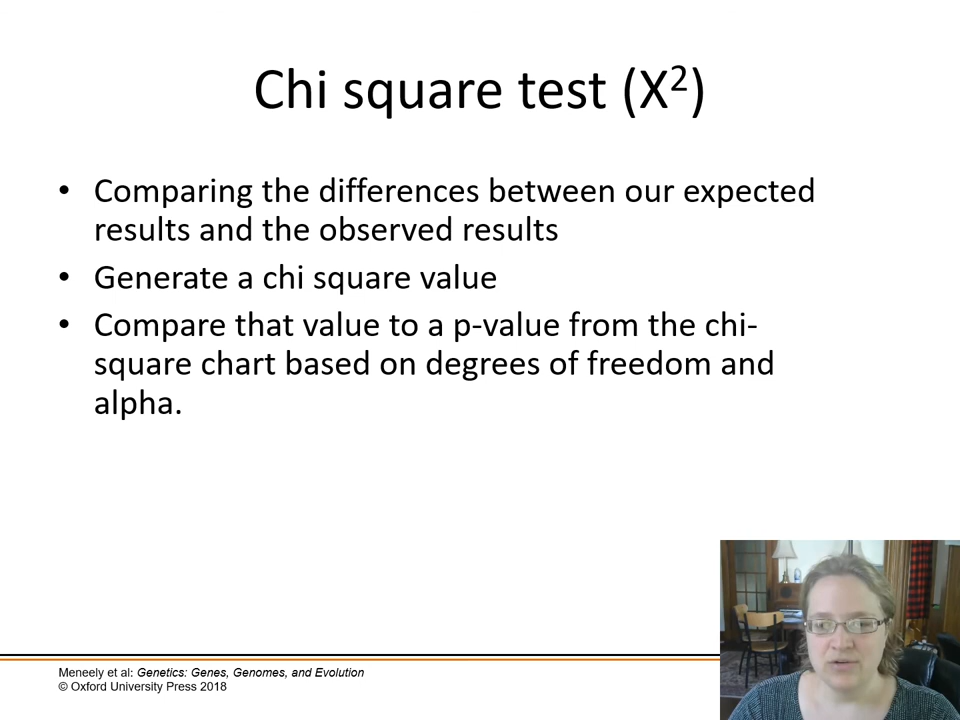 Chi square test (X²)
• Comparing the differences between our expected
results and the observed results
• Generate a chi square value
• Compare that value to a p-value from the chi-
square chart based on degrees of freedom and
alpha.
Meneely et al: Genetics: Genes, Genomes, and Evolution
© Oxford University Press 2018